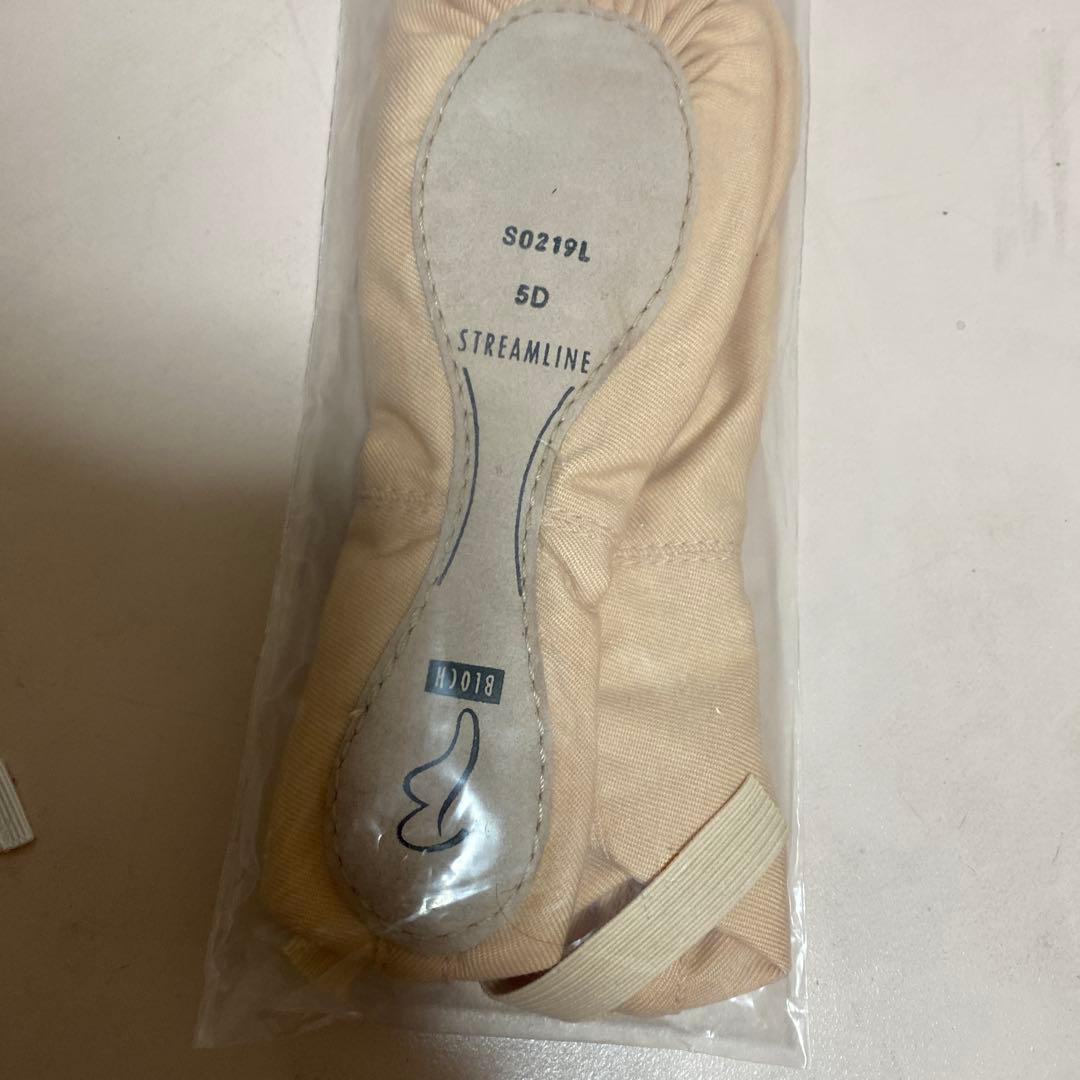 S0219L
5D
STREAMLINE
BLOCH